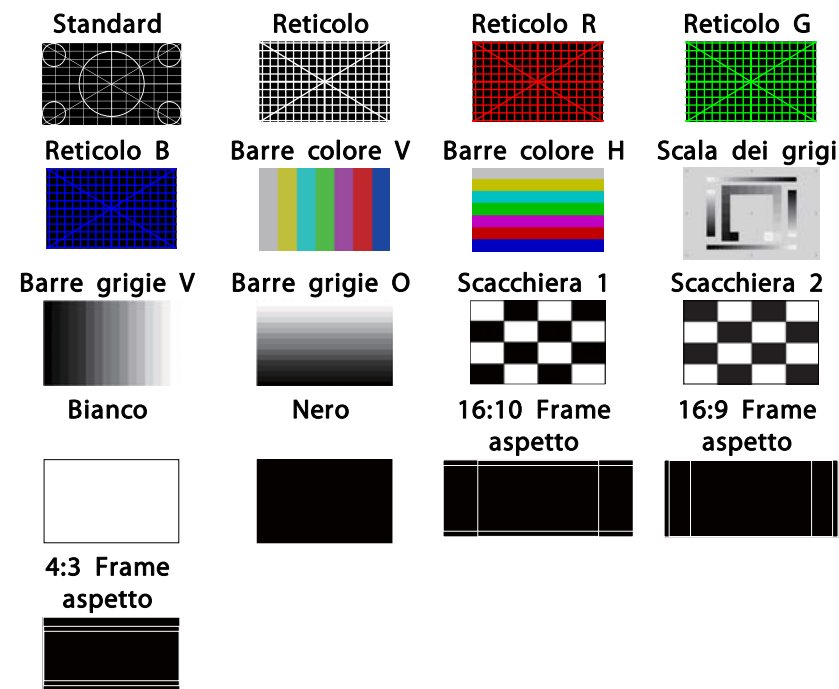 Standard
Reticolo
Reticolo R
Reticolo G
Reticolo B
Barre colore V
Barre colore H
Scala dei grigi
Barre grigie V
Barre grigie O
Scacchiera 1
Scacchiera 2
Bianco
Nero
16:10 Frame
aspetto
16:9 Frame
aspetto
4:3 Frame
aspetto